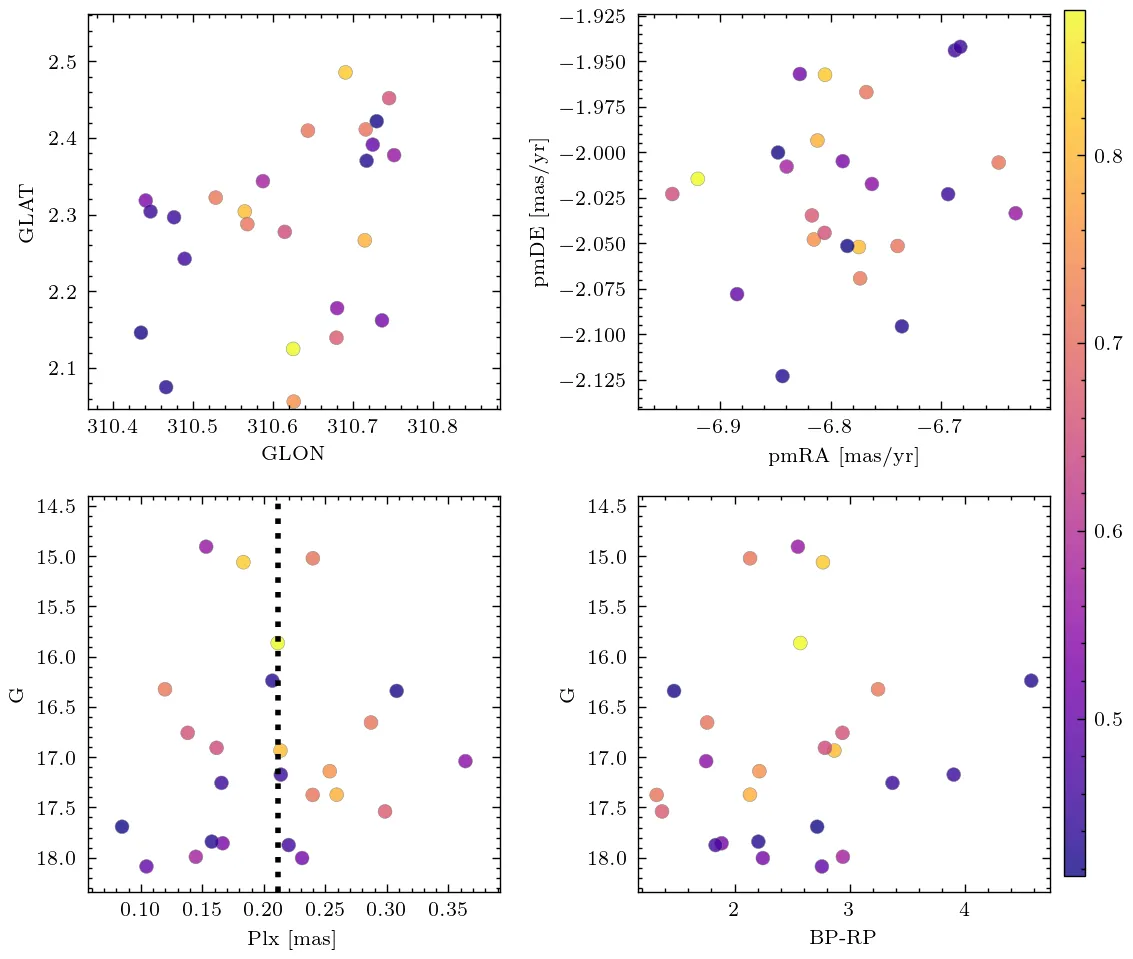 2.5
2.4
2.3
2.2
2.1
GLAT
310.4 310.5 310.6 310.7 310.8
GLON
−1.925
−1.950
−1.975
−2.000
−2.025
−2.050
−2.075
−2.100
−2.125
pmDE [mas/yr]
−6.9 −6.8 −6.7
pmRA [mas/yr]
14.5
15.0
15.5
16.0
16.5
17.0
17.5
18.0
G
0.10 0.15 0.20 0.25 0.30 0.35
Plx [mas]
14.5
15.0
15.5
16.0
16.5
17.0
17.5
18.0
G
2 3 4
BP-RP
0.8
0.7
0.6
0.5